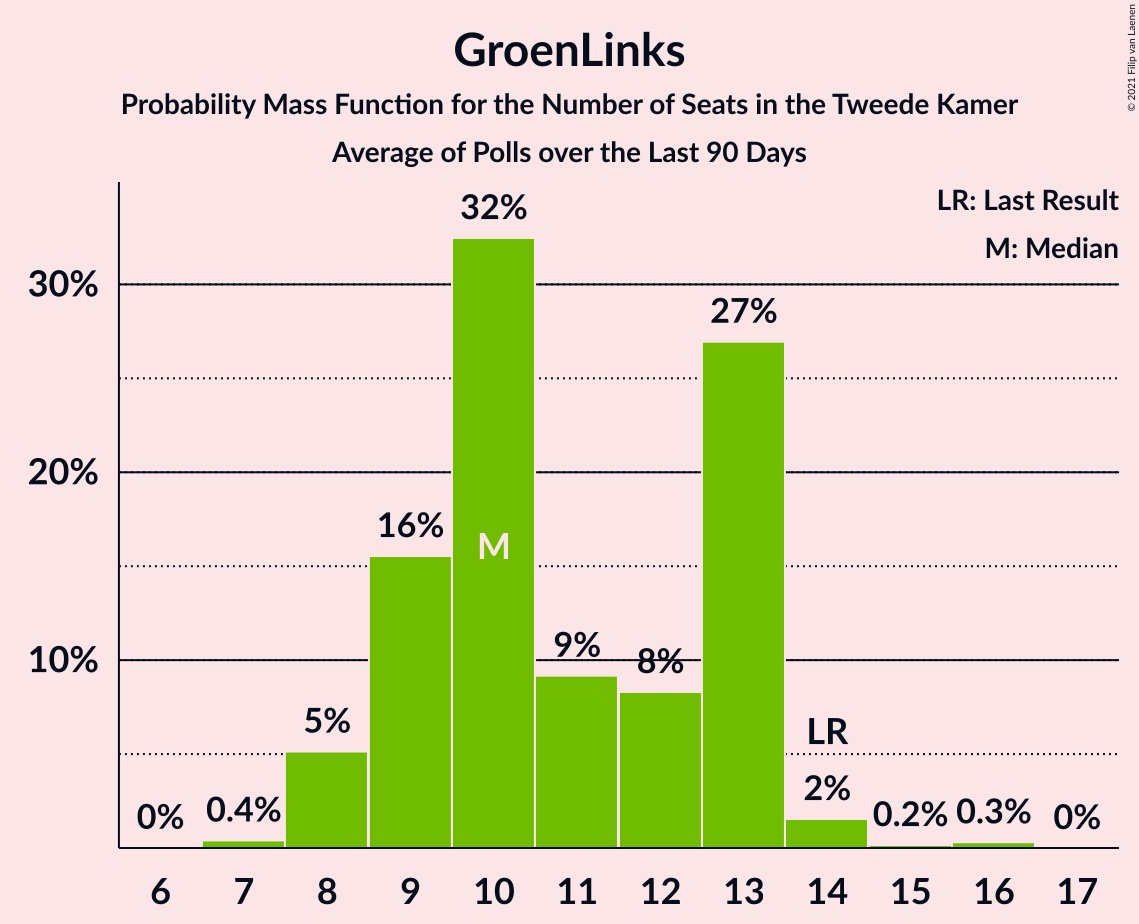 GroenLinks
Probability Mass Function for the Number of Seats in the Tweede Kamer
Average of Polls over the Last 90 Days
© 2021 Filip van Laenen
LR: Last Result
M: Median
32%
30%
27%
20%
16%
M
10%
9%
8%
5%
LR
2%
0%
0.4%
0.2%
0.3%
0%
6 7 8 9 10 11 12 13 14 15 16 17